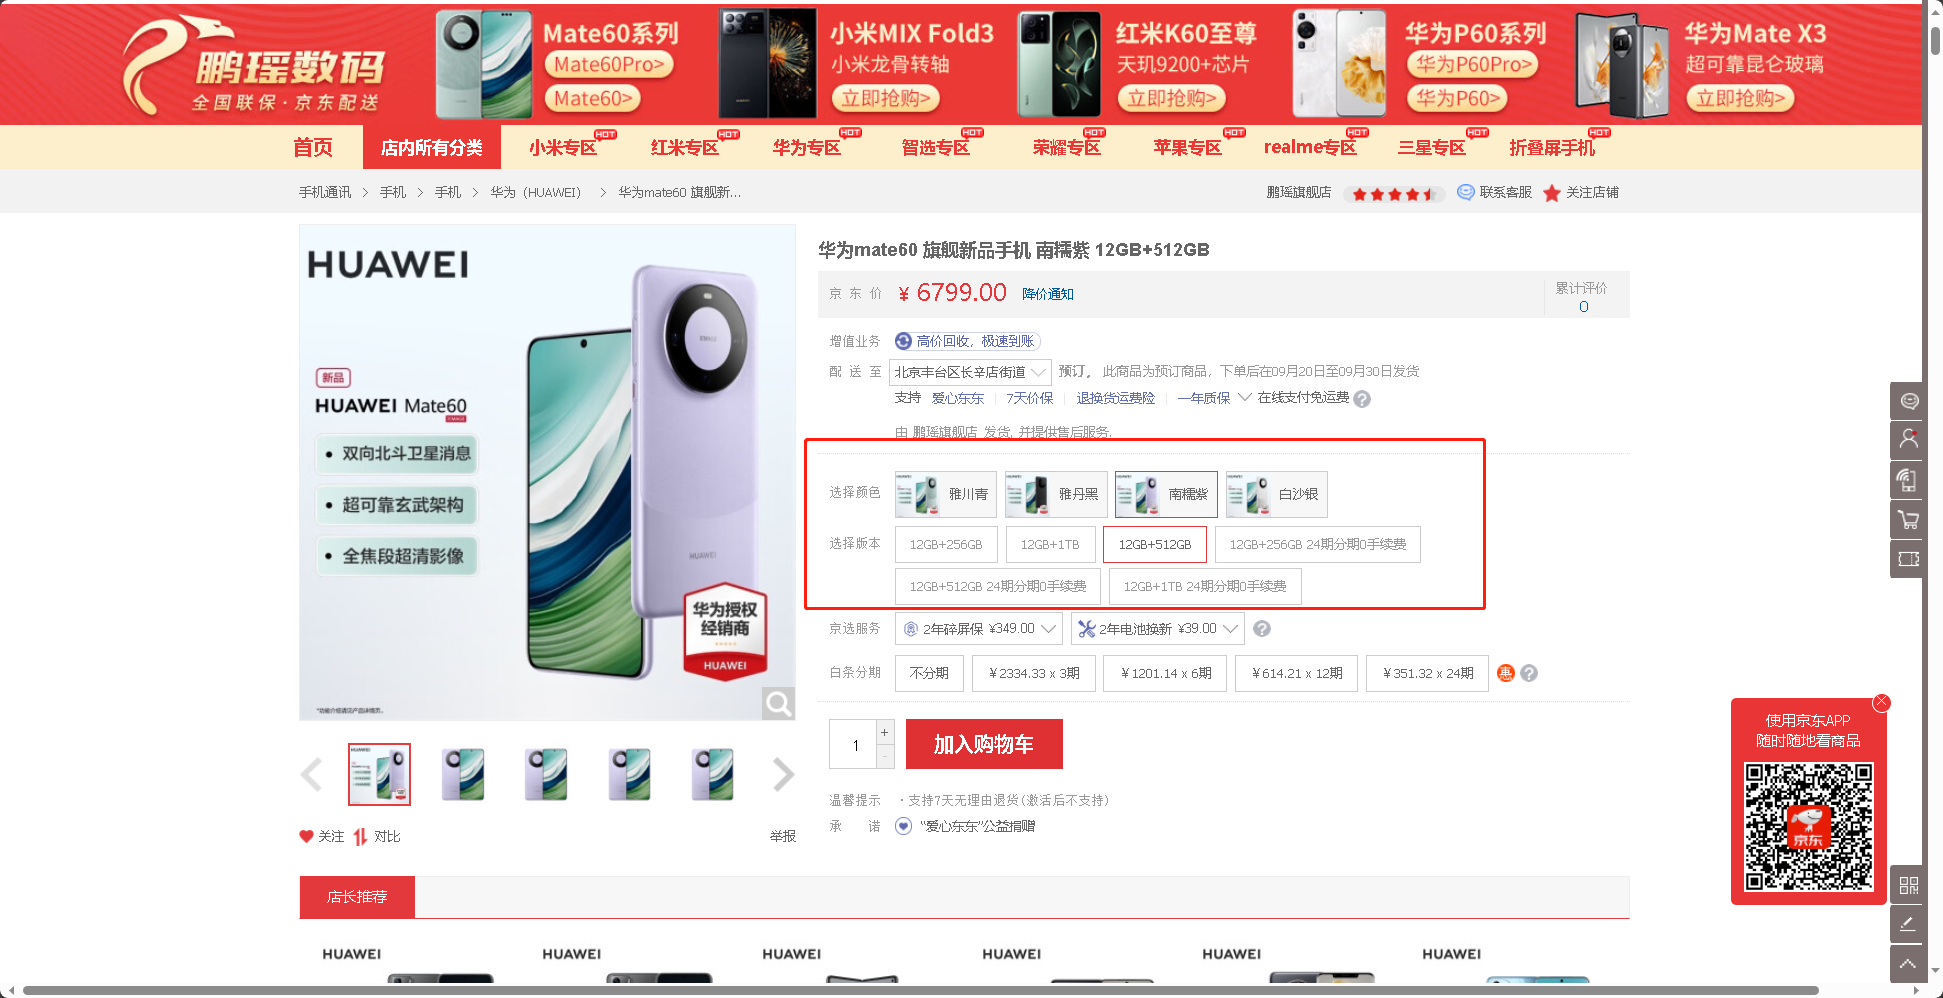 鹏瑶数码
全国联保·京东配送
Mate60系列
Mate60Pro>
Mate60>
小米MIX Fold3
小米龙骨转轴
立即抢购>
红米K60至尊
天玑9200+芯片
立即抢购>
华为P60系列
华为P60Pro>
华为P60>
华为Mate X3
超可靠昆仑玻璃
立即抢购>
首页 店内所有分类 小米专区 HOT 红米专区 HOT 华为专区 HOT 智选专区 HOT 荣耀专区 HOT 苹果专区 HOT realme专区 HOT 三星专区 HOT 折叠屏手机 HOT
手机通讯 > 手机 > 手机 > 华为（HUAWEI） > 华为mate60 旗舰新...
鹏瑶旗舰店 联系客服 关注店铺
HUAWEI
新品
HUAWEI Mate60
XMAGE
• 双向北斗卫星消息
• 超可靠玄武架构
• 全焦段超清影像
XMAGE
HUAWEI
华为授权
经销商
HUAWEI
*功能介绍请见产品详情页。
关注 对比 举报
华为mate60 旗舰新品手机 南糯紫 12GB+512GB
京东价 ¥ 6799.00 降价通知
累计评价
0
增值业务 高价回收，极速到账
配送至 北京丰台区长辛店街道 预订， 此商品为预订商品，下单后在09月20日至09月30日发货
支持 爱心东东 7天价保 退换货运费险 一年质保 在线支付免运费 ?
由 鹏瑶旗舰店 发货, 并提供售后服务.
选择颜色 雅川青 雅丹黑 南糯紫 白沙银
选择版本 12GB+256GB 12GB+1TB 12GB+512GB 12GB+256GB 24期分期0手续费
12GB+512GB 24期分期0手续费 12GB+1TB 24期分期0手续费
京选服务 2年碎屏保 ¥349.00 2年电池换新 ¥39.00 ?
白条分期 不分期 ¥2334.33 x 3期 ¥1201.14 x 6期 ¥614.21 x 12期 ¥351.32 x 24期 惠 ?
1 + - 加入购物车
温馨提示 ·支持7天无理由退货(激活后不支持)
承诺 “爱心东东”公益捐赠
使用京东APP
随时随地看商品
京东
店长推荐
HUAWEI HUAWEI HUAWEI HUAWEI HUAWEI HUAWEI